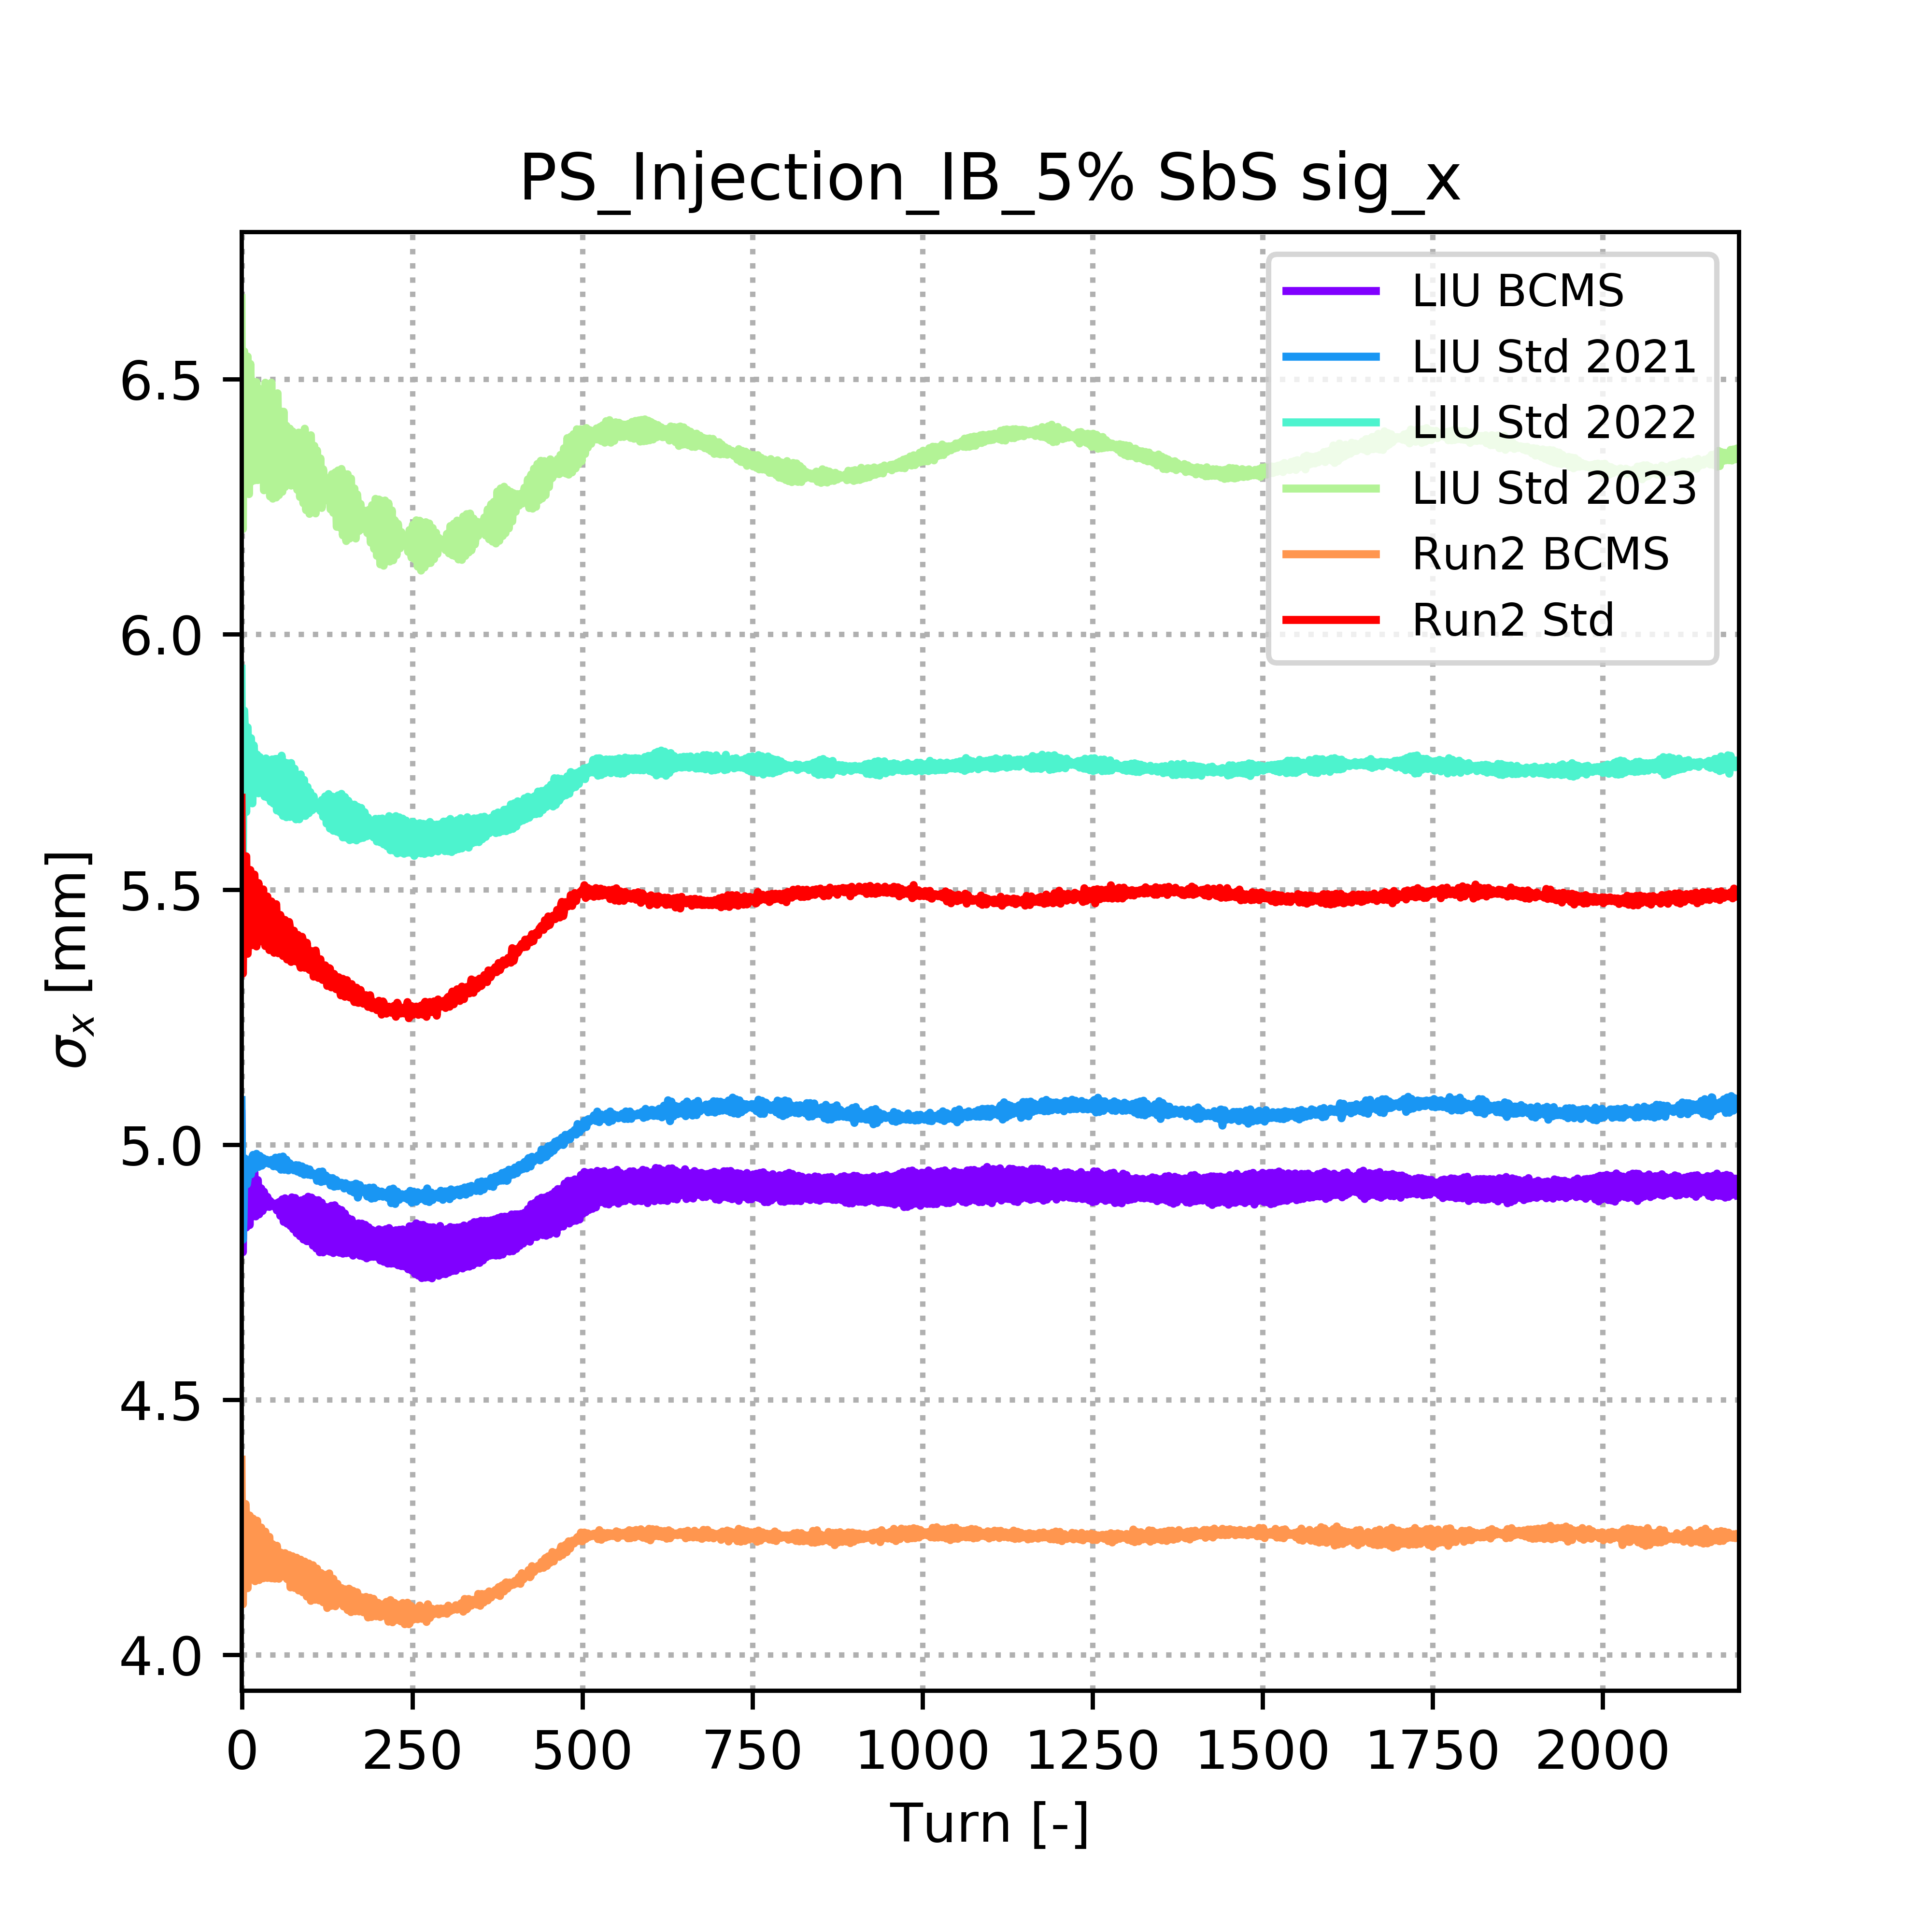 PS_Injection_IB_5% SbS sig_x
LIU BCMS
LIU Std 2021
LIU Std 2022
LIU Std 2023
Run2 BCMS
Run2 Std
6.5
6.0
5.5
5.0
4.5
4.0
σx [mm]
0 250 500 750 1000 1250 1500 1750 2000
Turn [-]